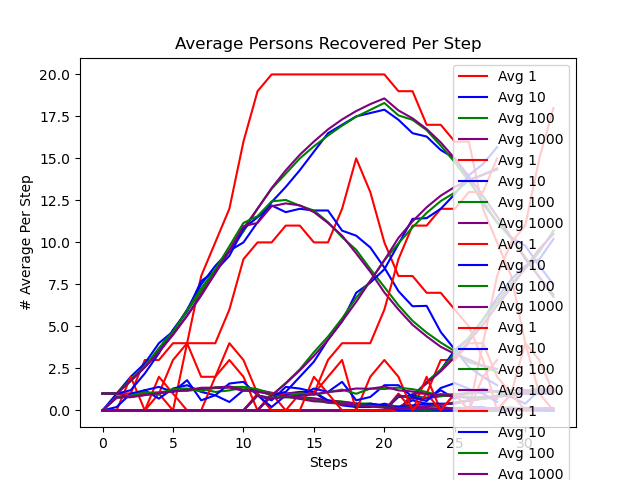 Average Persons Recovered Per Step
# Average Per Step
20.0
17.5
15.0
12.5
10.0
7.5
5.0
2.5
0.0
0
5
10
15
20
25
30
Steps
Avg 1
Avg 10
Avg 100
Avg 1000
Avg 1
Avg 10
Avg 100
Avg 1000
Avg 1
Avg 10
Avg 100
Avg 1000
Avg 1
Avg 10
Avg 100
Avg 1000
Avg 1
Avg 10
Avg 100
Avg 1000